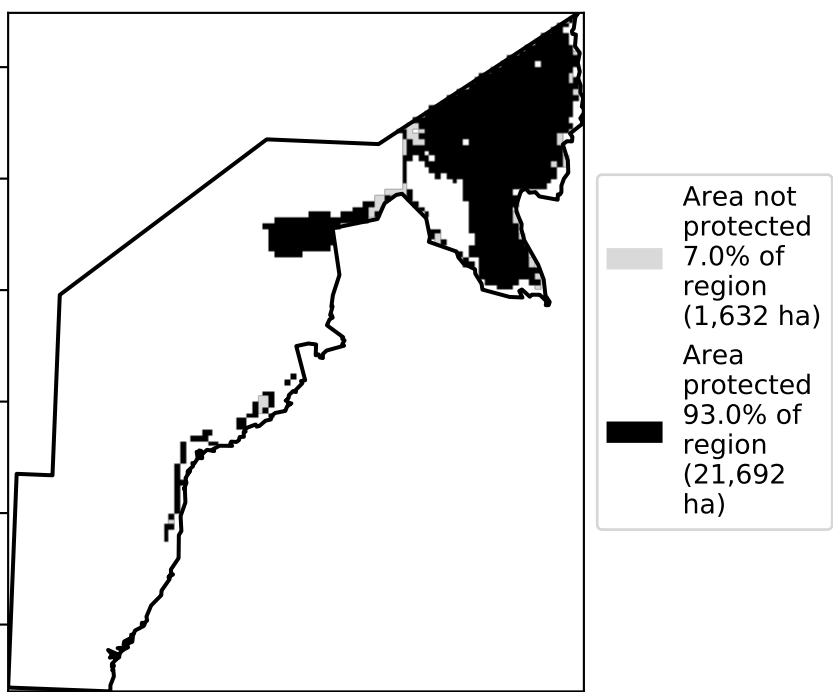 Area not
protected
7.0% of
region
(1,632 ha)
Area
protected
93.0% of
region
(21,692
ha)